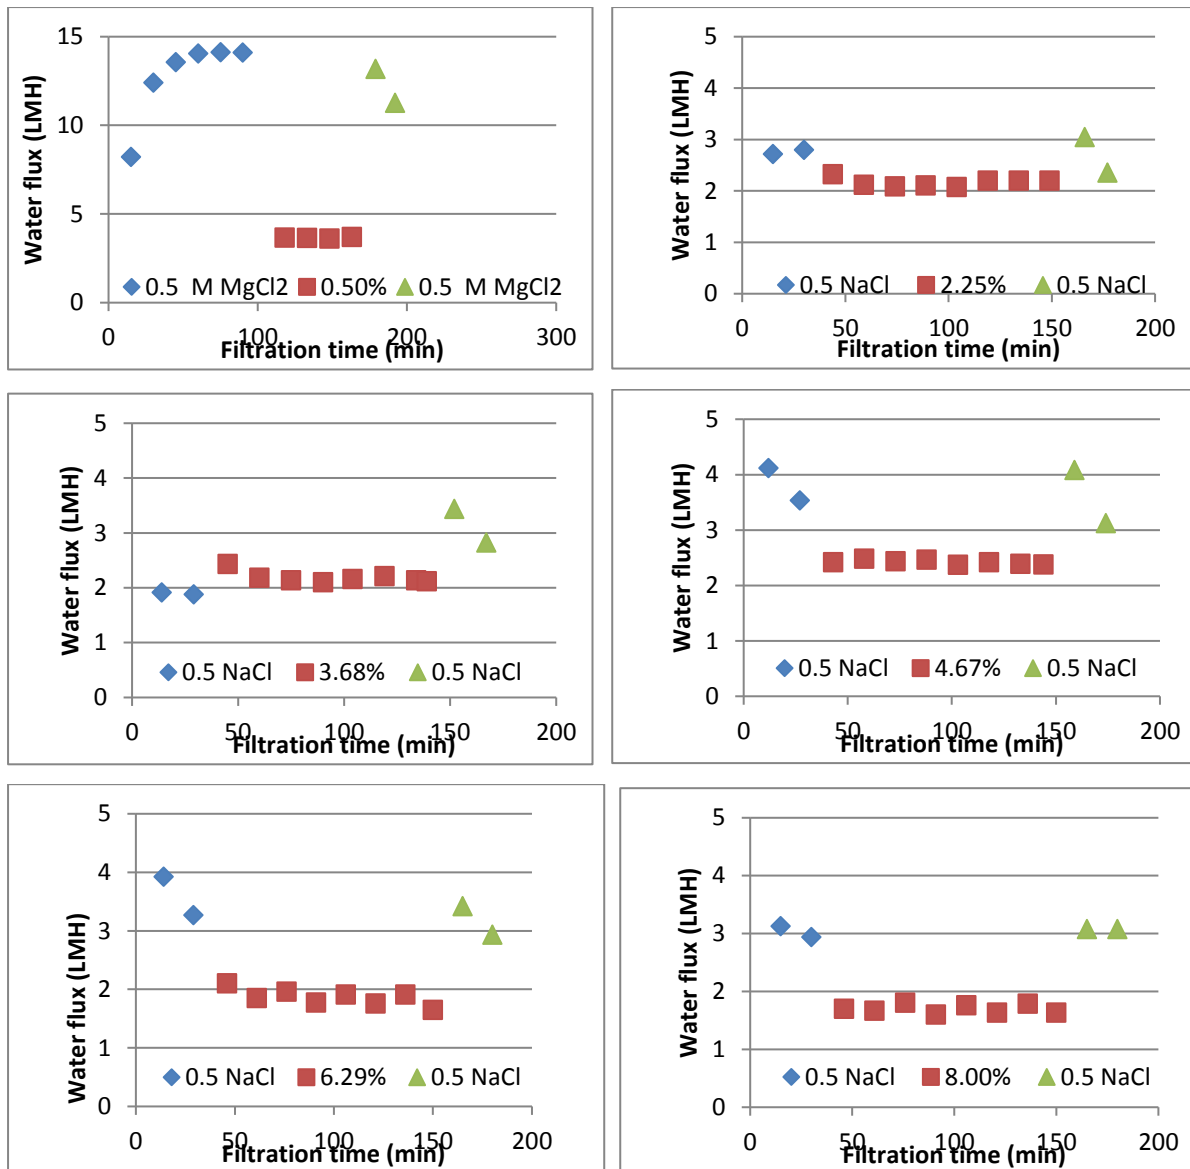 15
10
5
0
Water flux (LMH)
0.5 M MgCl2 0.50% 0.5 M MgCl2
0 100 200 300
Filtration time (min)
5
4
3
2
1
0
Water flux (LMH)
0.5 NaCl 2.25% 0.5 NaCl
0 50 100 150 200
Filtration time (min)
5
4
3
2
1
0
Water flux (LMH)
0.5 NaCl 3.68% 0.5 NaCl
0 50 100 150 200
Filtration time (min)
5
4
3
2
1
0
Water flux (LMH)
0.5 NaCl 4.67% 0.5 NaCl
0 50 100 150 200
Filtration time (min)
5
4
3
2
1
0
Water flux (LMH)
0.5 NaCl 6.29% 0.5 NaCl
0 50 100 150 200
Filtration time (min)
5
4
3
2
1
0
Water flux (LMH)
0.5 NaCl 8.00% 0.5 NaCl
0 50 100 150 200
Filtration time (min)